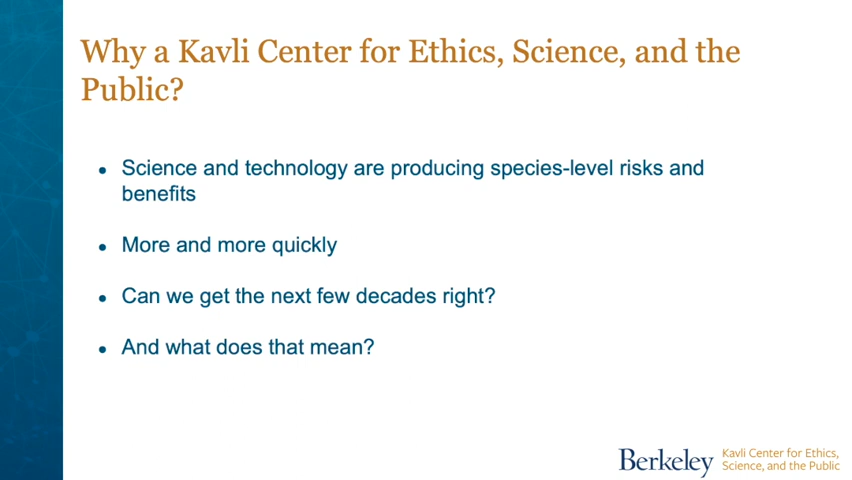 Why a Kavli Center for Ethics, Science, and the
Public?
• Science and technology are producing species-level risks and
benefits
• More and more quickly
• Can we get the next few decades right?
• And what does that mean?
Berkeley
Kavli Center for Ethics,
Science, and the Public